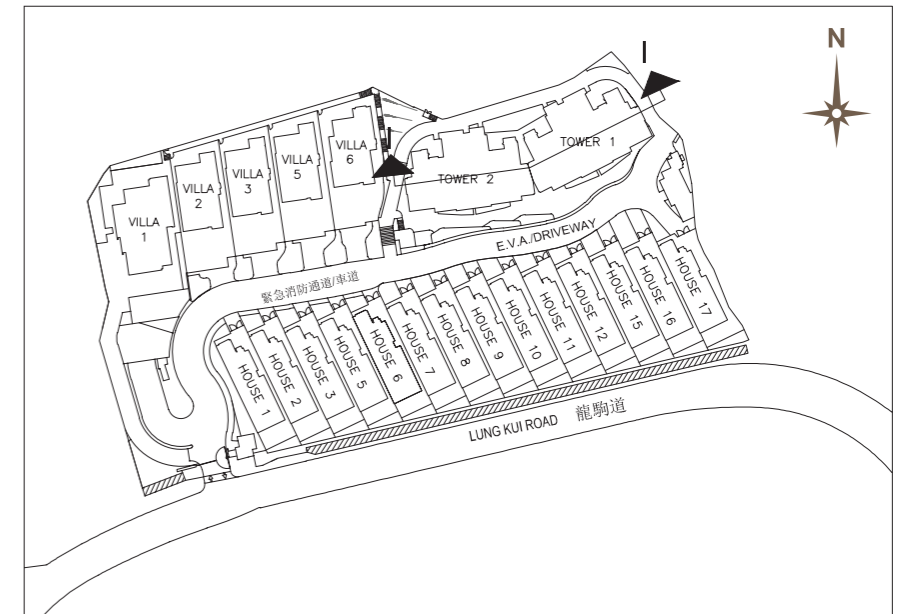 N
I
I
VILLA
1
VILLA
2
VILLA
3
VILLA
5
VILLA
6
TOWER 2
TOWER 1
E.V.A./DRIVEWAY
緊急消防通道/車道
HOUSE 1
HOUSE 2
HOUSE 3
HOUSE 5
HOUSE 6
HOUSE 7
HOUSE 8
HOUSE 9
HOUSE 10
HOUSE 11
HOUSE 12
HOUSE 15
HOUSE 16
HOUSE 17
LUNG KUI ROAD 龍駒道